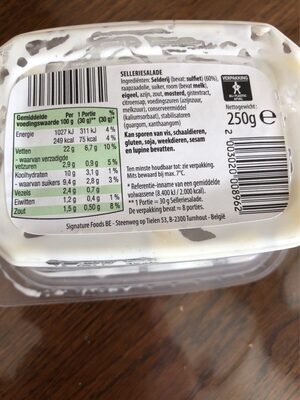 SELLERIESALADE
Ingrediënten: Selderij (bevat: sulfiet) (60%),
raapzaadolie, suiker, room (bevat melk),
eigeel, azijn, zout, mosterd, gistextract,
citroensap, voedingszuren (azijnzuur,
melkzuur), conserveermiddel
(kaliumsorbaat), stabilisatoren
(guargom, xanthaangom)
Kan sporen van vis, schaaldieren,
gluten, soja, weekdieren, sesam
en lupine bevatten.
Ten minste houdbaar tot: zie verpakking.
Mits bewaard bij max. 7°C.
* Referentie-inname van een gemiddelde
volwassene (8.400 kJ / 2.000 kcal)
** 1 Portie = 30 g Selleriesalade.
De verpakking bevat ≈ 8 porties.
Gemiddelde Per 1 Portie %*
voedingswaarde 100 g (30 g)** (30 g)*
Energie 1027 kJ 311 kJ 4 %
249 kcal 75 kcal 4 %
Vetten 22 g 6,7 g 10 %
- waarvan verzadigde
vetzuren 2,9 g 0,9 g 5%
Koolhydraten 10 g 3,1 g 1 %
- waarvan suikers 9,4 g 2,8 g 3 %
Vezels 2,4 g 0,7 g
Eiwitten 1,2 g 0,4 g 1 %
Zout 1,5 g 0,50 g 8 %
Signature Foods BE - Steenweg op Tielen 53, B-2300 Turnhout - België
VERPAKKING
Nettogewicht:
250g ℮